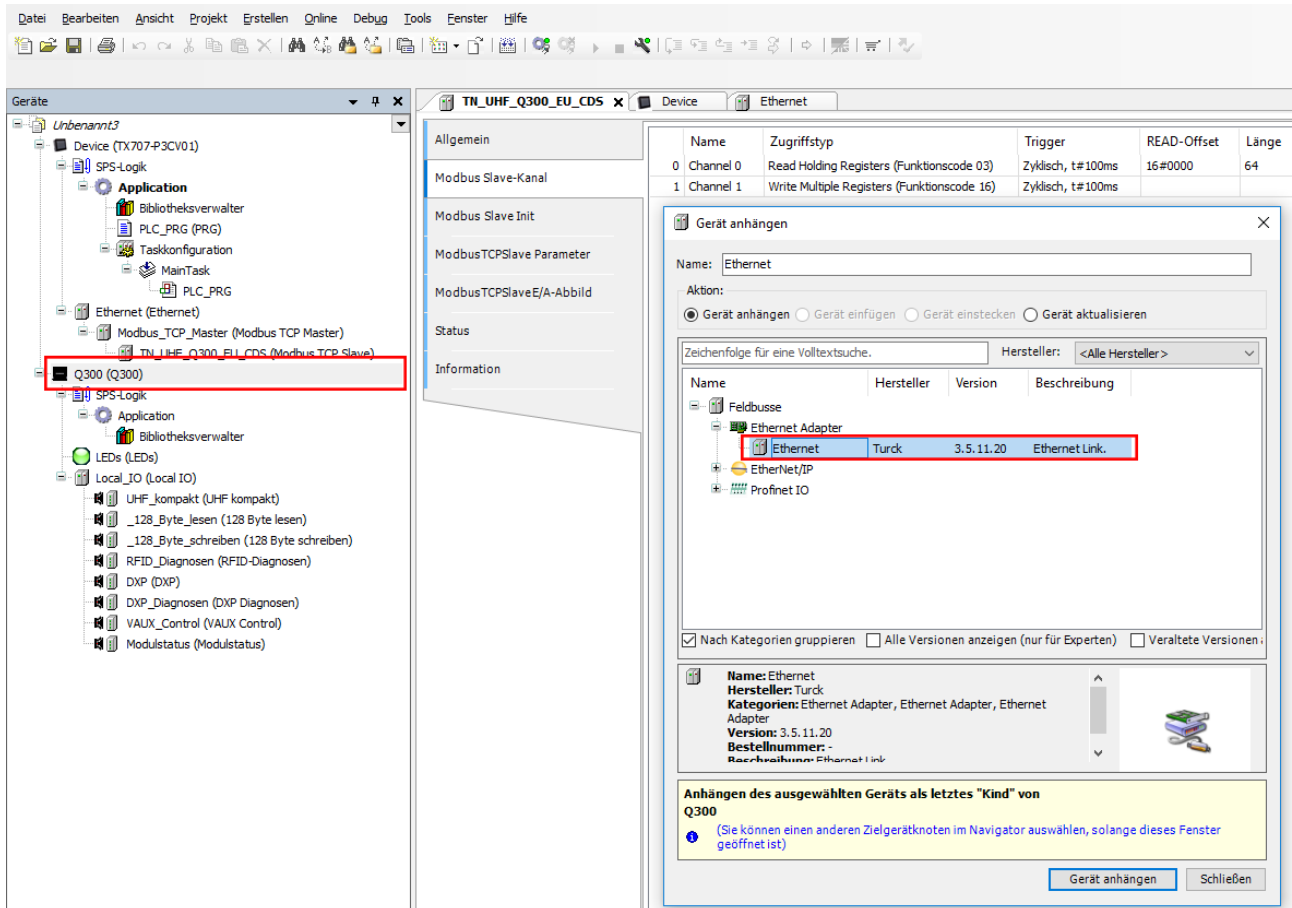 Datei Bearbeiten Ansicht Projekt Erstellen Online Debug Tools Fenster Hilfe
Geräte
Unbenannt3
Device (TX707-P3CV01)
SPS-Logik
Application
Bibliotheksverwalter
PLC_PRG (PRG)
Taskkonfiguration
MainTask
PLC_PRG
Ethernet (Ethernet)
Modbus_TCP_Master (Modbus TCP Master)
TN_UHF_Q300_EU_CDS (Modbus TCP Slave)
Q300 (Q300)
SPS-Logik
Application
Bibliotheksverwalter
LEDs (LEDs)
Local_IO (Local IO)
UHF_kompakt (UHF kompakt)
_128_Byte_lesen (128 Byte lesen)
_128_Byte_schreiben (128 Byte schreiben)
RFID_Diagnosen (RFID-Diagnosen)
DXP (DXP)
DXP_Diagnosen (DXP Diagnosen)
VAUX_Control (VAUX Control)
Modulstatus (Modulstatus)
TN_UHF_Q300_EU_CDS Device Ethernet
Allgemein
Modbus Slave-Kanal
Modbus Slave Init
ModbusTCPSlave Parameter
ModbusTCPSlaveE/A-Abbild
Status
Information
Name Zugriffstyp Trigger READ-Offset Länge
0 Channel 0 Read Holding Registers (Funktionscode 03) Zyklisch, t#100ms 16#0000 64
1 Channel 1 Write Multiple Registers (Funktionscode 16) Zyklisch, t#100ms
Gerät anhängen
Name: Ethernet
Aktion:
Gerät anhängen Gerät einfügen Gerät einstecken Gerät aktualisieren
Zeichenfolge für eine Volltextsuche. Hersteller: <Alle Hersteller>
Name Hersteller Version Beschreibung
Feldbusse
Ethernet Adapter
Ethernet Turck 3.5.11.20 Ethernet Link.
EtherNet/IP
Profinet IO
Nach Kategorien gruppieren Alle Versionen anzeigen (nur für Experten) Veraltete Versionen
Name: Ethernet
Hersteller: Turck
Kategorien: Ethernet Adapter, Ethernet Adapter, Ethernet
Adapter
Version: 3.5.11.20
Bestellnummer: -
Beschreibung: Ethernet Link
Anhängen des ausgewählten Geräts als letztes "Kind" von
Q300
(Sie können einen anderen Zielgerätknoten im Navigator auswählen, solange dieses Fenster
geöffnet ist)
Gerät anhängen Schließen